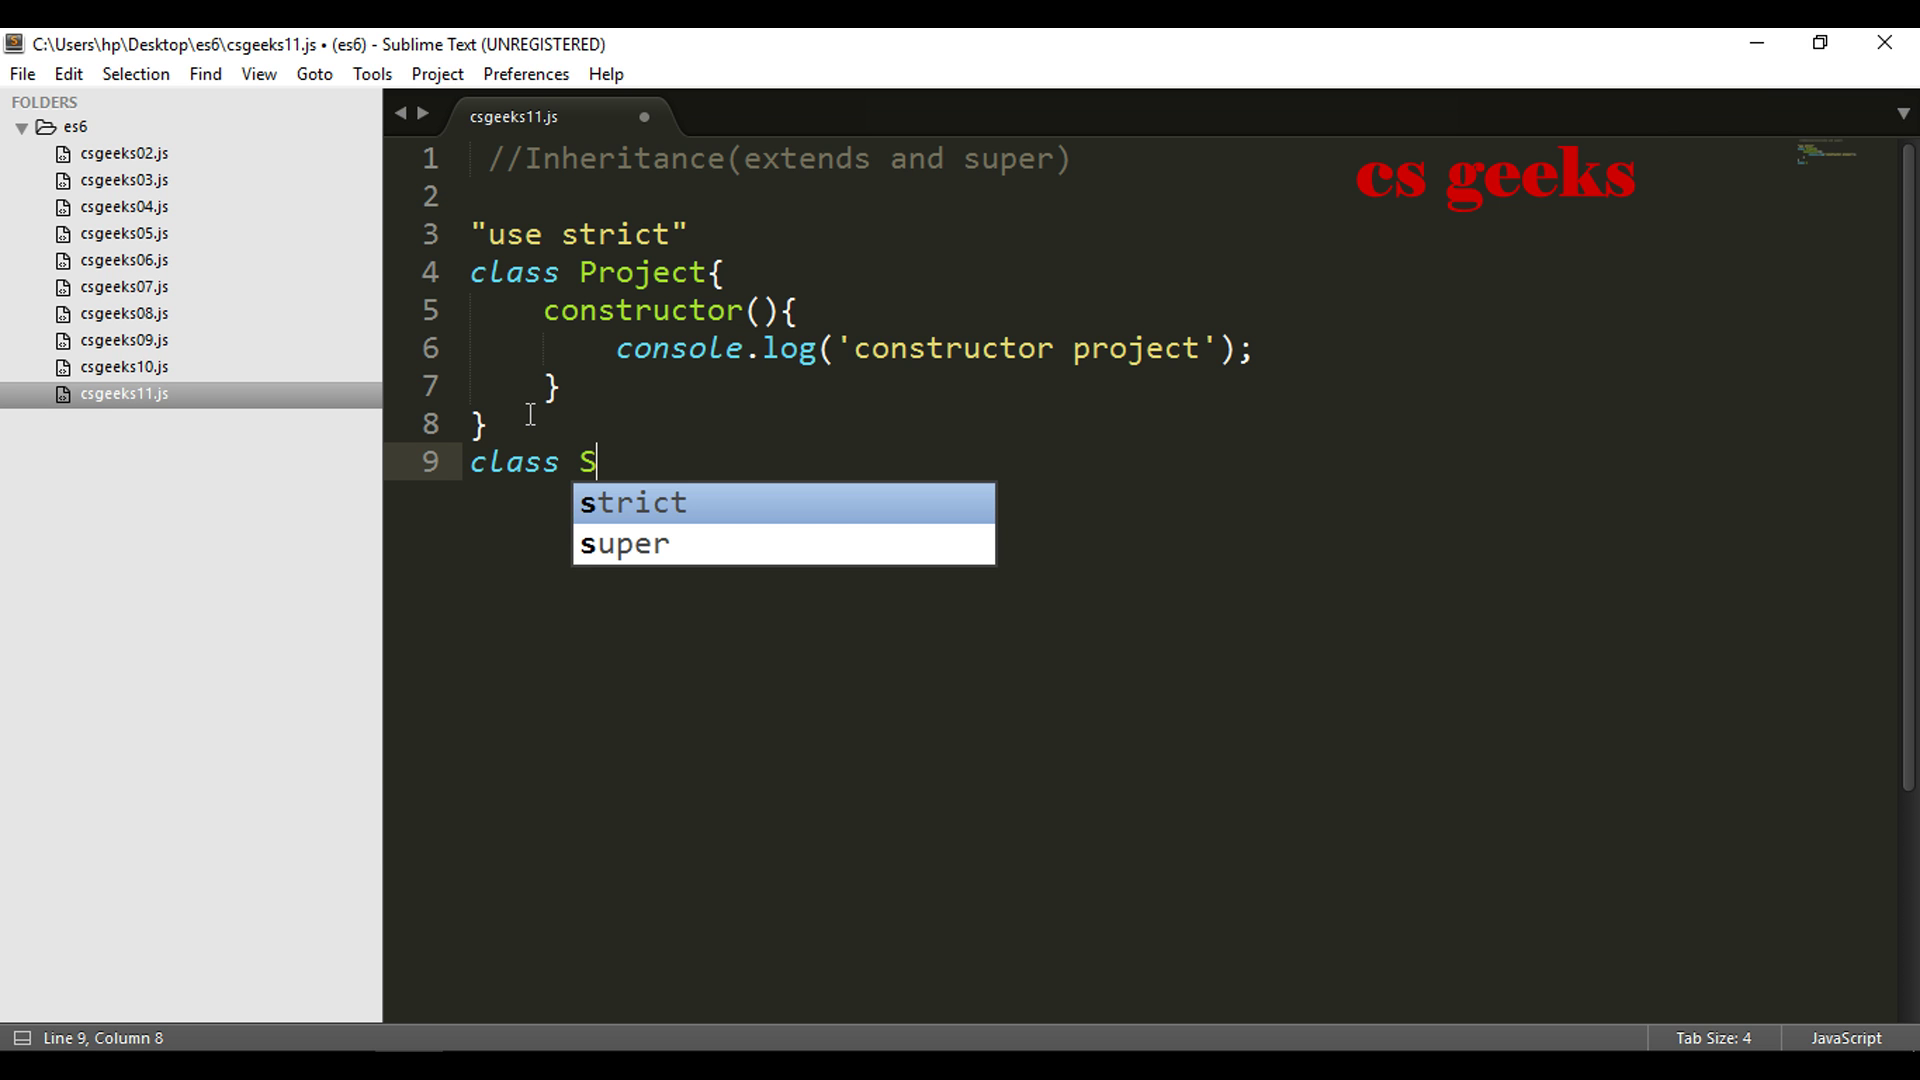 C:\Users\hp\Desktop\es6\csgeeks11.js • (es6) - Sublime Text (UNREGISTERED)
File Edit Selection Find View Goto Tools Project Preferences Help
FOLDERS
es6
csgeeks02.js
csgeeks03.js
csgeeks04.js
csgeeks05.js
csgeeks06.js
csgeeks07.js
csgeeks08.js
csgeeks09.js
csgeeks10.js
csgeeks11.js
csgeeks11.js
cs geeks
1 //Inheritance(extends and super)
2
3 "use strict"
4 class Project{
5 constructor(){
6 console.log('constructor project');
7 }
8 }
9 class S
strict
super
Line 9, Column 8
Tab Size: 4
JavaScript